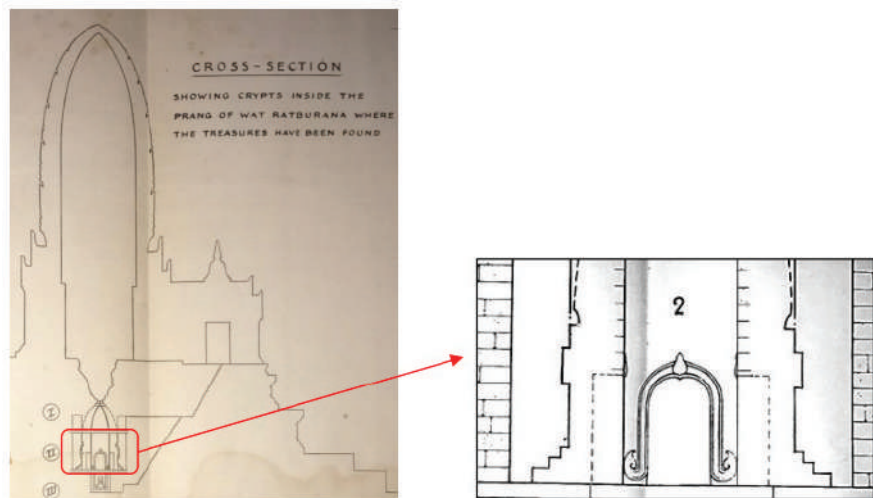 CROSS-SECTION
SHOWING CRYPTS INSIDE THE
PRANG OF WAT RATBURANA WHERE
THE TREASURES HAVE BEEN FOUND
I
II
III
2